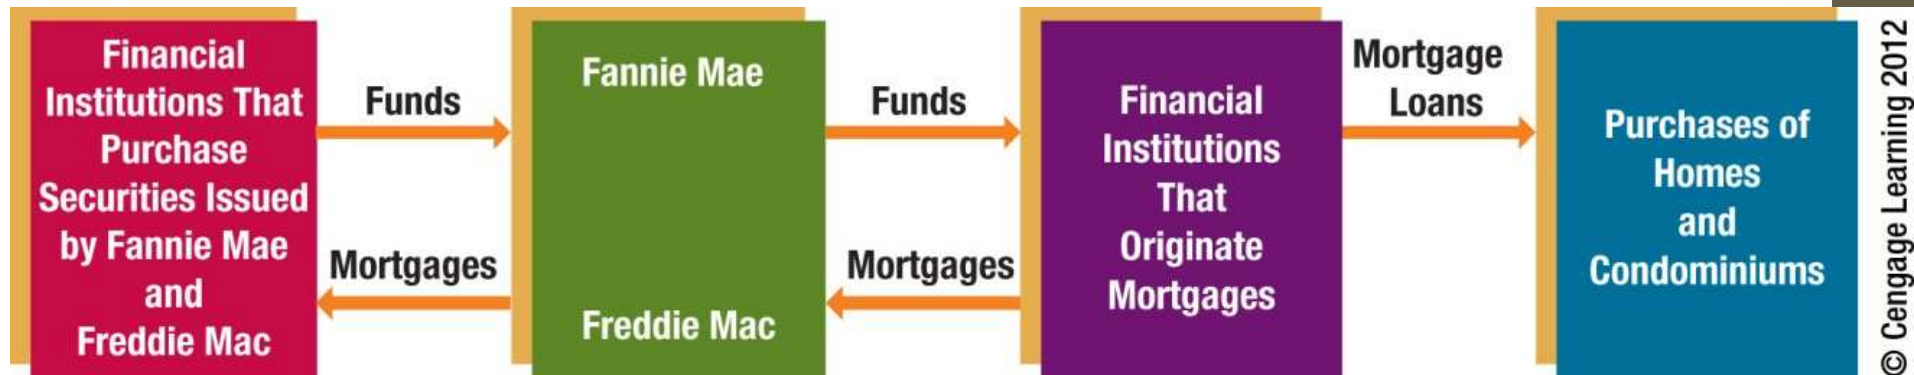 Financial
Institutions That
Purchase
Securities Issued
by Fannie Mae
and
Freddie Mac
Funds
Mortgages
Fannie Mae
Freddie Mac
Funds
Mortgages
Financial
Institutions
That
Originate
Mortgages
Mortgage
Loans
Purchases of
Homes
and
Condominiums
© Cengage Learning 2012